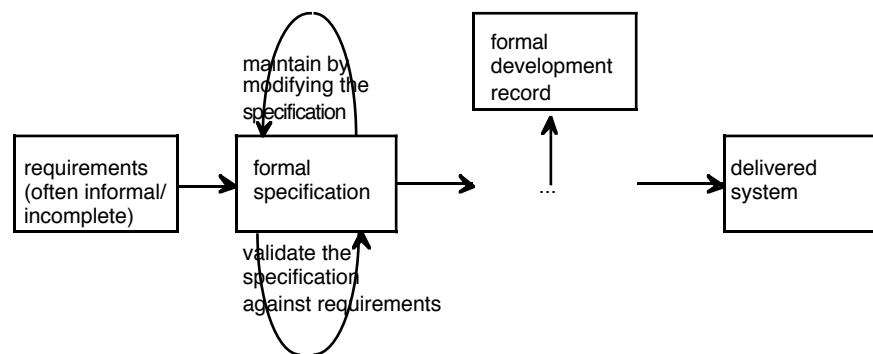 maintain by
modifying the
specification
formal
development
record
requirements
(often informal/
incomplete)
formal
specification
...
delivered
system
validate the
specification
against requirements